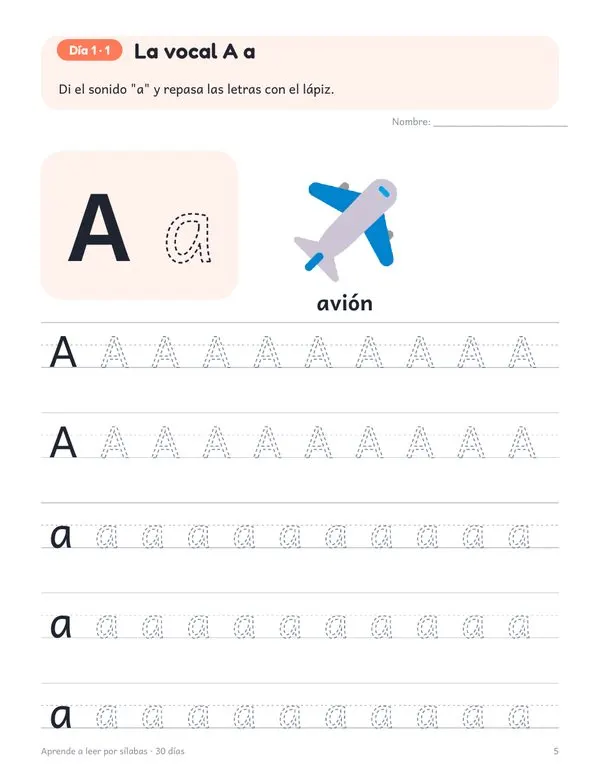 Día 1 · 1 La vocal A a
Di el sonido "a" y repasa las letras con el lápiz.
Nombre: ____________________________
A a
avión
A A A A A A A A A A
A A A A A A A A A A
a a a a a a a a a a a
a a a a a a a a a a a
a a a a a a a a a a a
Aprende a leer por sílabas · 30 días 5